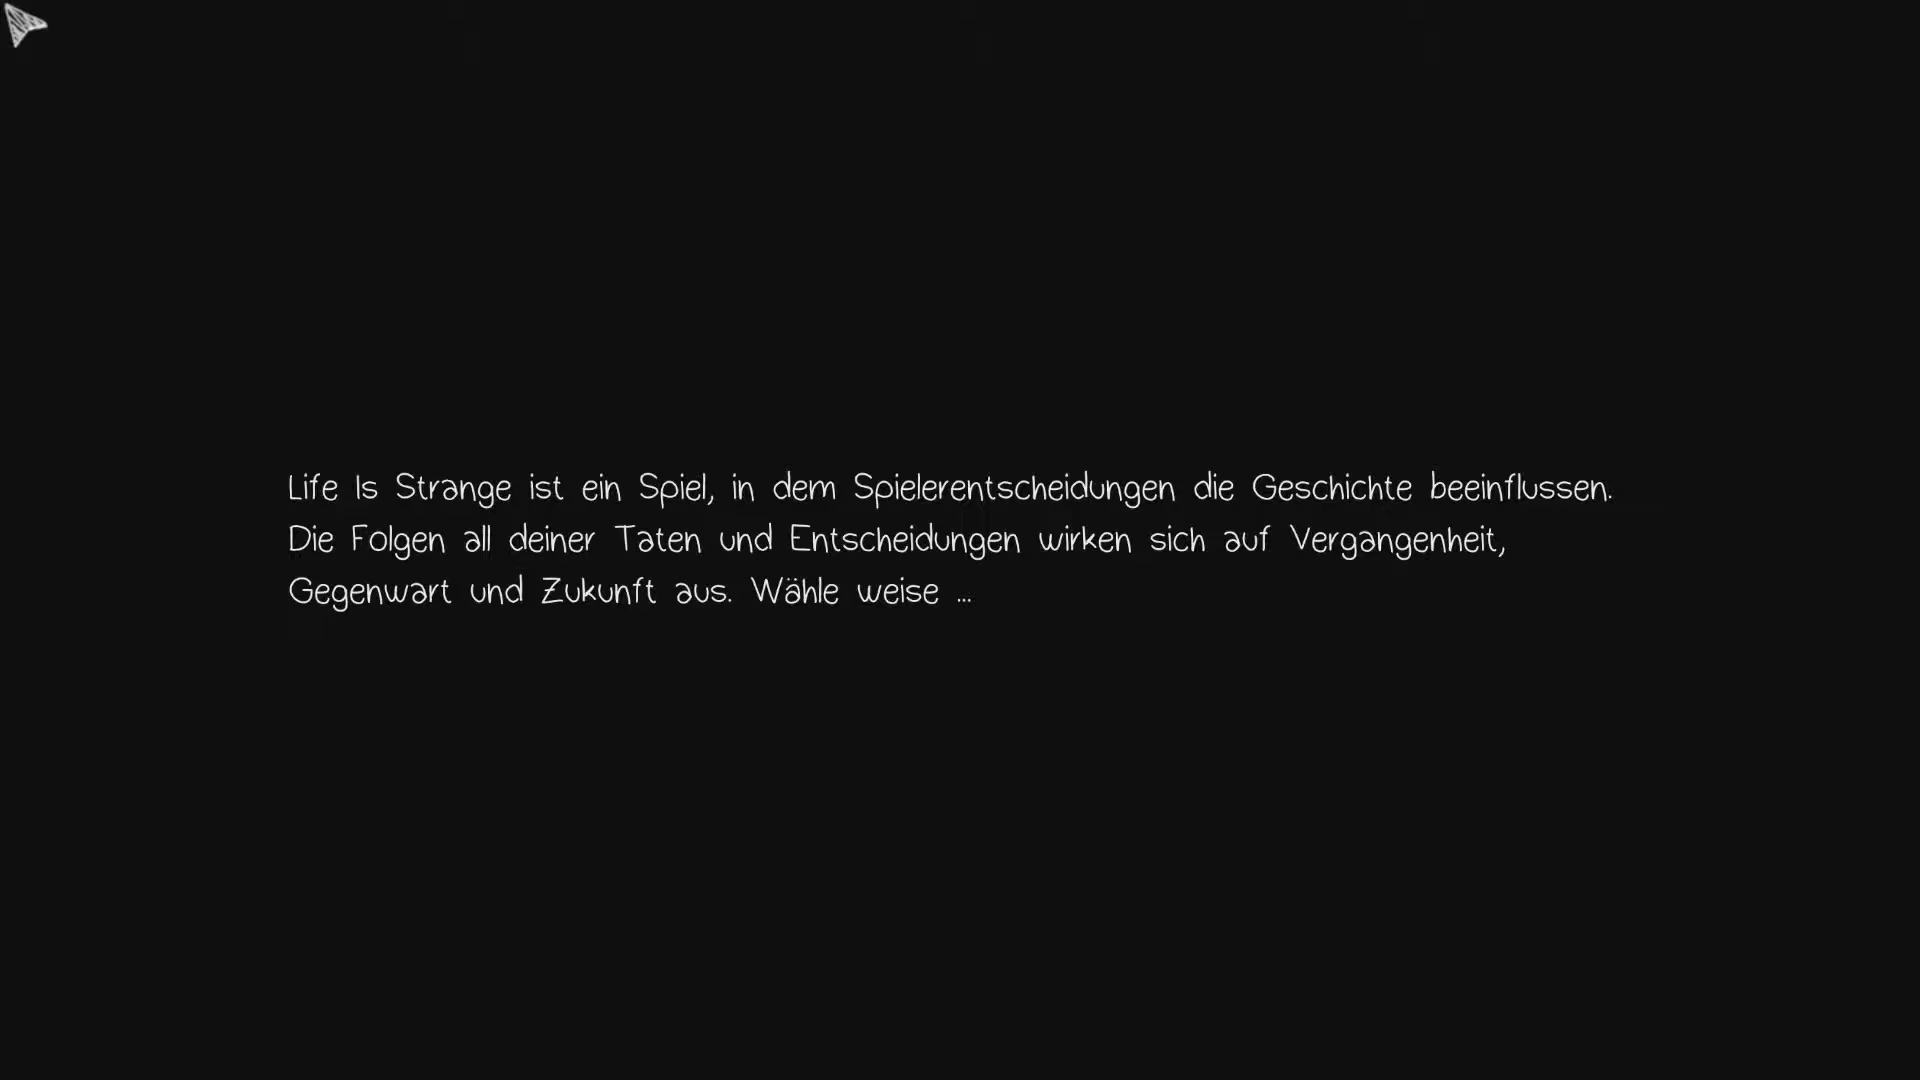 Life Is Strange ist ein Spiel, in dem Spielerentscheidungen die Geschichte beeinflussen.
Die Folgen all deiner Taten und Entscheidungen wirken sich auf Vergangenheit,
Gegenwart und Zukunft aus. Wähle weise ...